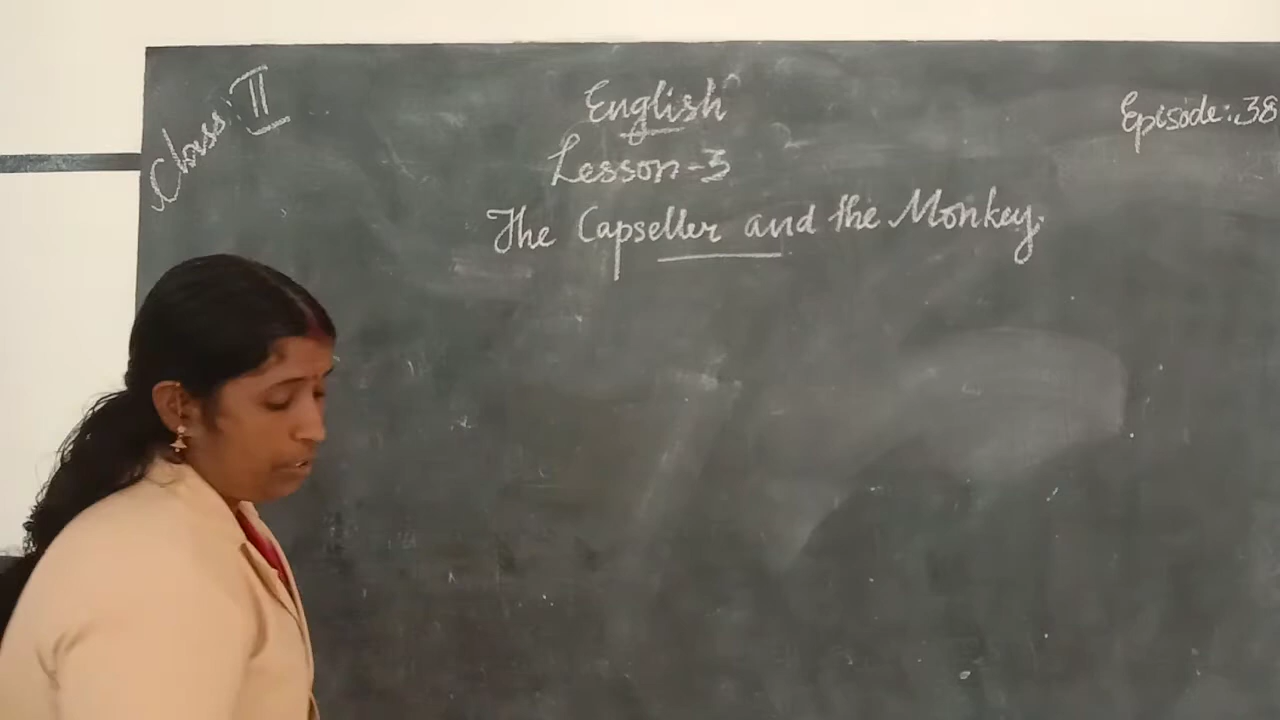 Class: II
English
Episode: 38
Lesson-3
The Capseller and the Monkey.